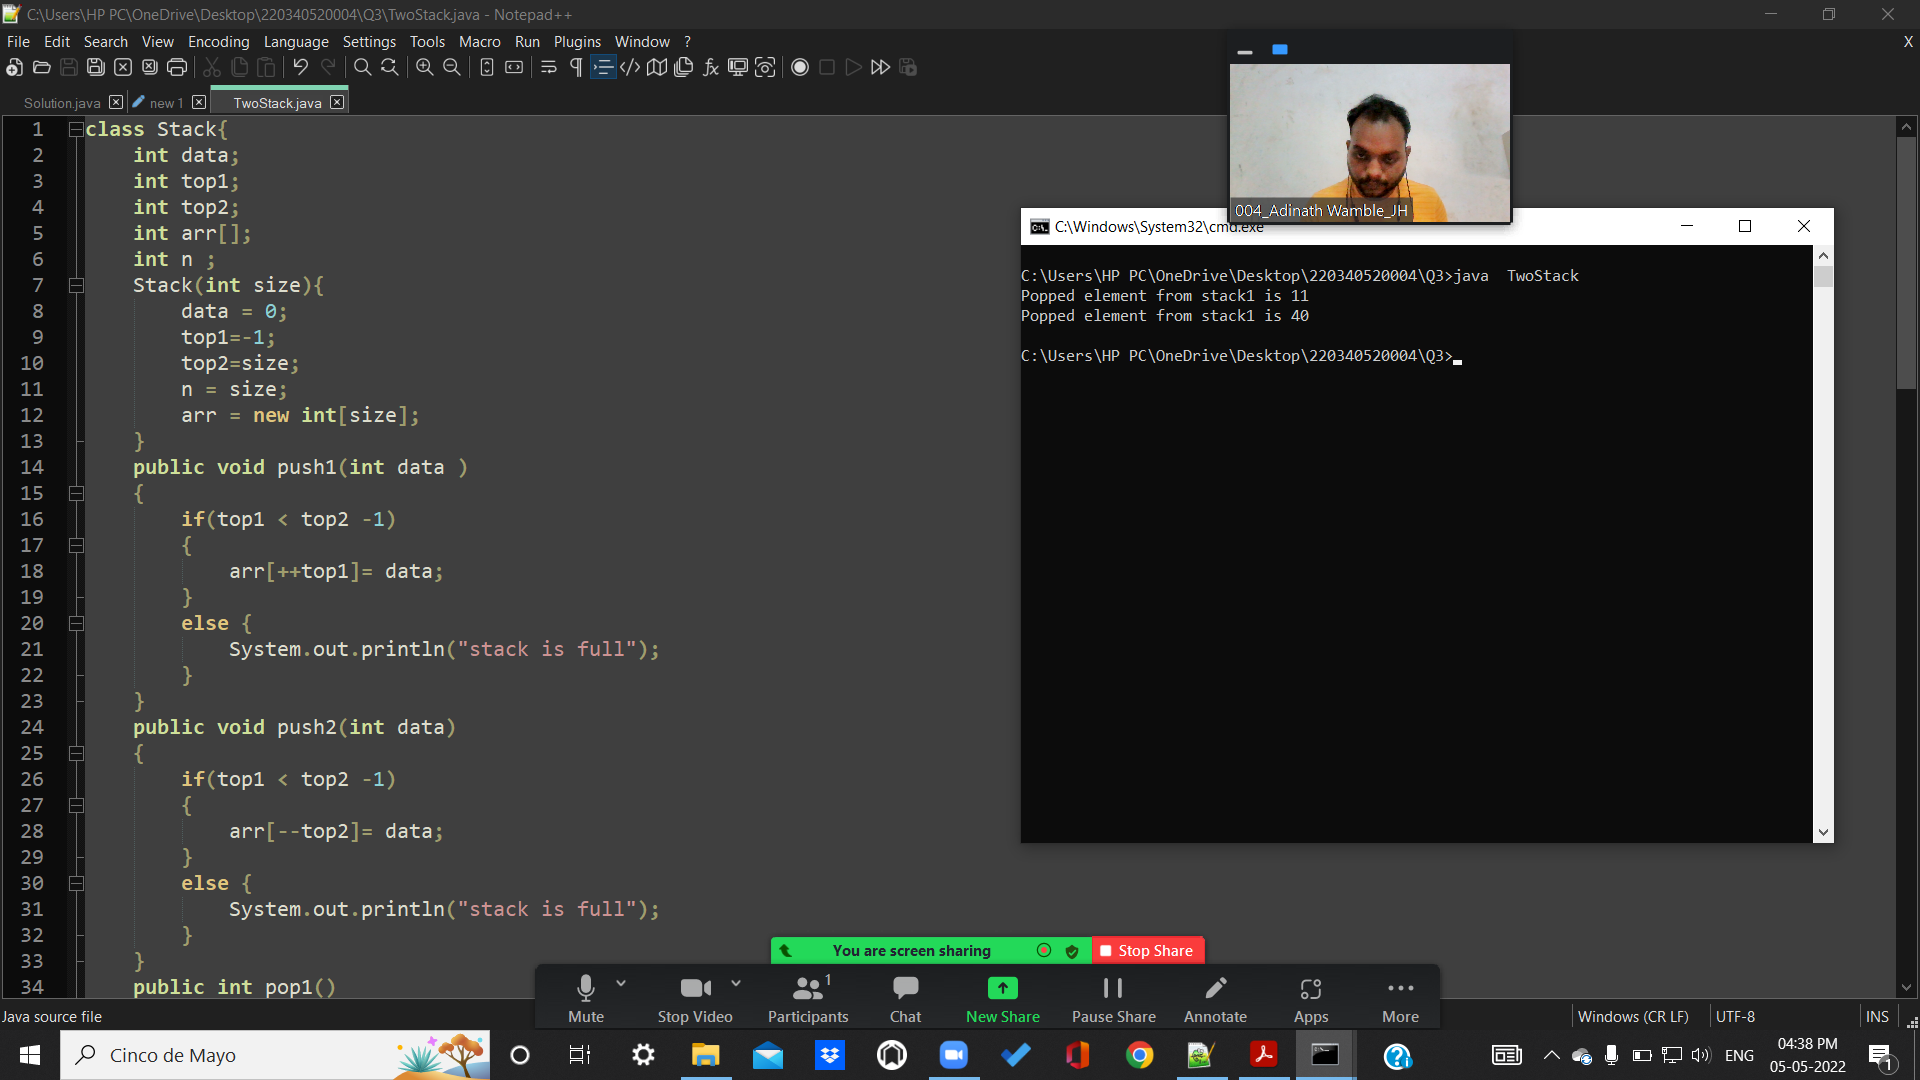 C:\Users\HP PC\OneDrive\Desktop\220340520004\Q3\TwoStack.java - Notepad++
File Edit Search View Encoding Language Settings Tools Macro Run Plugins Window ? X
Solution.java new 1 TwoStack.java
1 class Stack{
2 int data;
3 int top1;
4 int top2;
5 int arr[];
6 int n ;
7 Stack(int size){
8 data = 0;
9 top1=-1;
10 top2=size;
11 n = size;
12 arr = new int[size];
13 }
14 public void push1(int data )
15 {
16 if(top1 < top2 -1)
17 {
18 arr[++top1]= data;
19 }
20 else {
21 System.out.println("stack is full");
22 }
23 }
24 public void push2(int data)
25 {
26 if(top1 < top2 -1)
27 {
28 arr[--top2]= data;
29 }
30 else {
31 System.out.println("stack is full");
32 }
33 }
34 public int pop1()
004_Adinath Wamble_JH
C:\Windows\System32\cmd.exe
C:\Users\HP PC\OneDrive\Desktop\220340520004\Q3>java  TwoStack
Popped element from stack1 is 11
Popped element from stack1 is 40
C:\Users\HP PC\OneDrive\Desktop\220340520004\Q3>
You are screen sharing Stop Share
1
Mute Stop Video Participants Chat New Share Pause Share Annotate Apps More
Java source file Windows (CR LF) UTF-8 INS
Cinco de Mayo
ENG
04:38 PM
05-05-2022
1